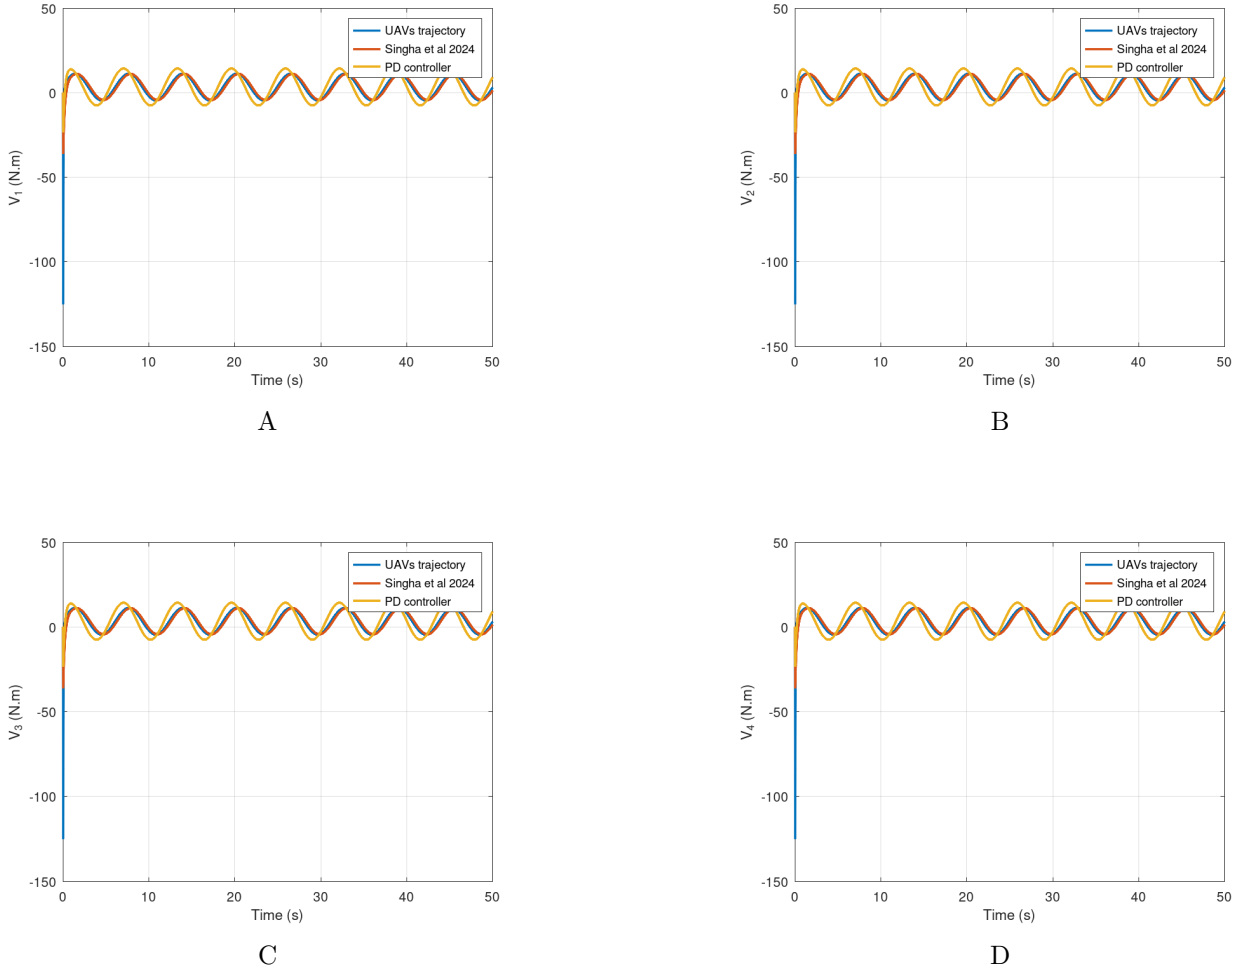 50
0
-50
-100
-150
V₁ (N.m)
UAVs trajectory
Singha et al 2024
PD controller
0 10 20 30 40 50
Time (s)
A
50
0
-50
-100
-150
V₂ (N.m)
UAVs trajectory
Singha et al 2024
PD controller
0 10 20 30 40 50
Time (s)
B
50
0
-50
-100
-150
V₃ (N.m)
UAVs trajectory
Singha et al 2024
PD controller
0 10 20 30 40 50
Time (s)
C
50
0
-50
-100
-150
V₄ (N.m)
UAVs trajectory
Singha et al 2024
PD controller
0 10 20 30 40 50
Time (s)
D